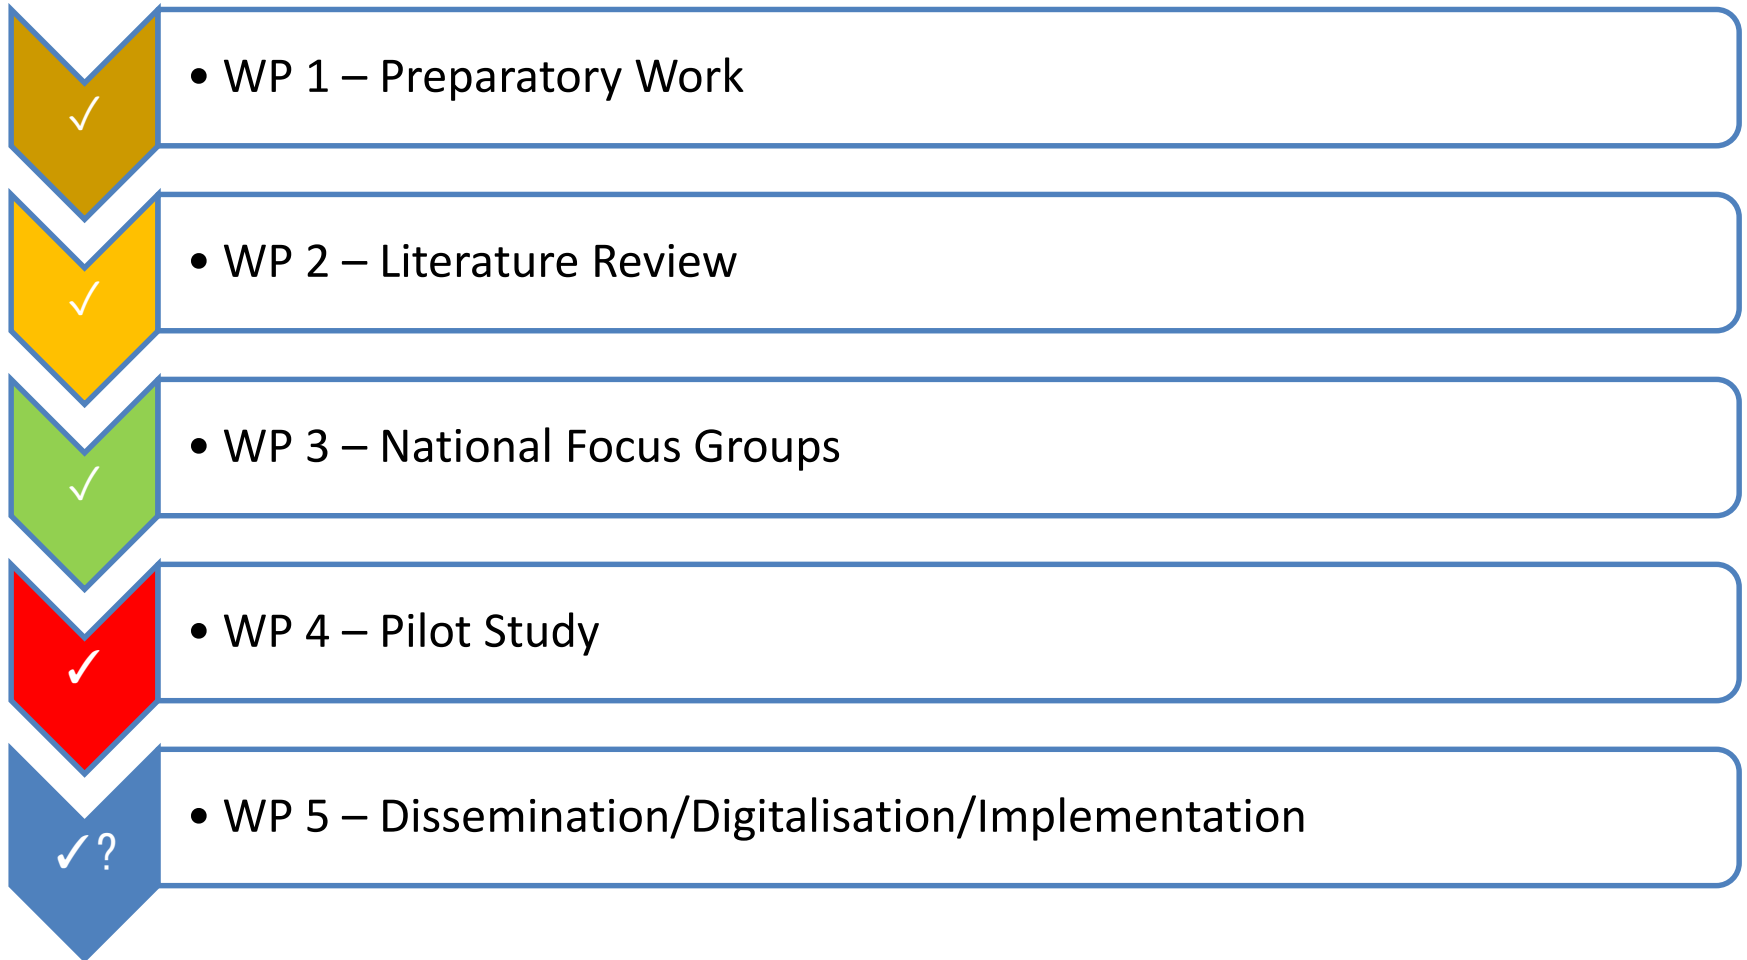 ✓
• WP 1 – Preparatory Work
✓
• WP 2 – Literature Review
✓
• WP 3 – National Focus Groups
✓
• WP 4 – Pilot Study
✓?
• WP 5 – Dissemination/Digitalisation/Implementation